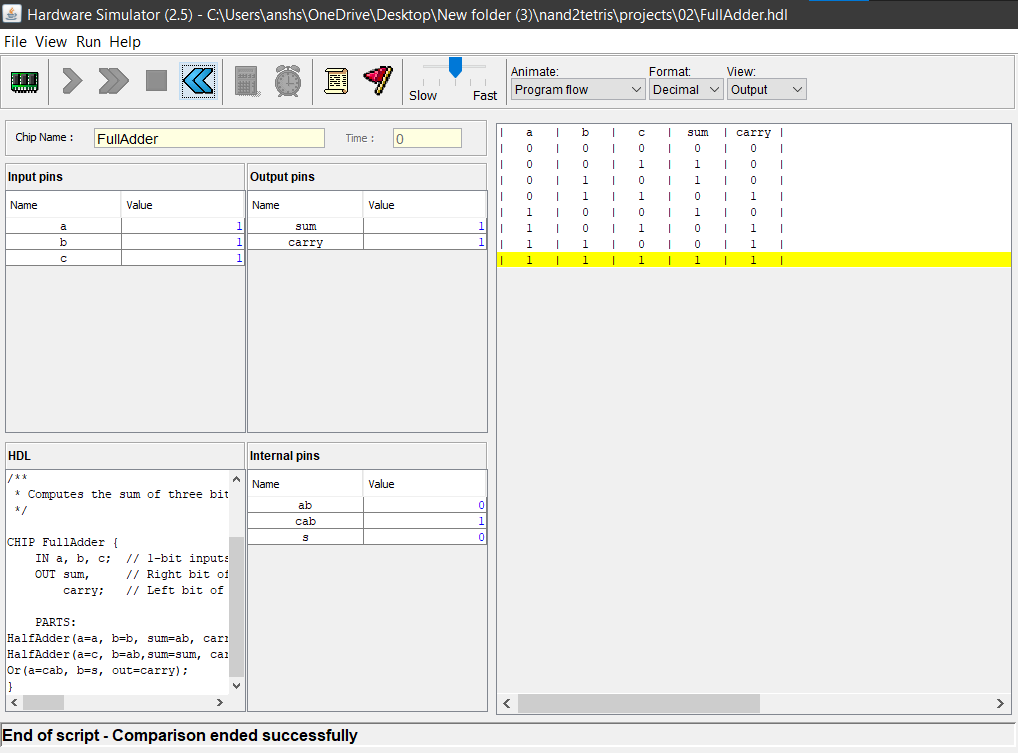 Hardware Simulator (2.5) - C:\Users\anshs\OneDrive\Desktop\New folder (3)\nand2tetris\projects\02\FullAdder.hdl
File View Run Help
Slow Fast
Animate: Format: View:
Program flow Decimal Output
Chip Name : FullAdder Time : 0
Input pins
Name Value
a 1
b 1
c 1
Output pins
Name Value
sum 1
carry 1
HDL
/**
* Computes the sum of three bit
*/
CHIP FullAdder {
IN a, b, c; // 1-bit inputs
OUT sum, // Right bit of
carry; // Left bit of
PARTS:
HalfAdder(a=a, b=b, sum=ab, carr
HalfAdder(a=c, b=ab,sum=sum, car
Or(a=cab, b=s, out=carry);
}
Internal pins
Name Value
ab 0
cab 1
s 0
| a | b | c | sum | carry |
| 0 | 0 | 0 | 0 | 0 |
| 0 | 0 | 1 | 1 | 0 |
| 0 | 1 | 0 | 1 | 0 |
| 0 | 1 | 1 | 0 | 1 |
| 1 | 0 | 0 | 1 | 0 |
| 1 | 0 | 1 | 0 | 1 |
| 1 | 1 | 0 | 0 | 1 |
| 1 | 1 | 1 | 1 | 1 |
End of script - Comparison ended successfully